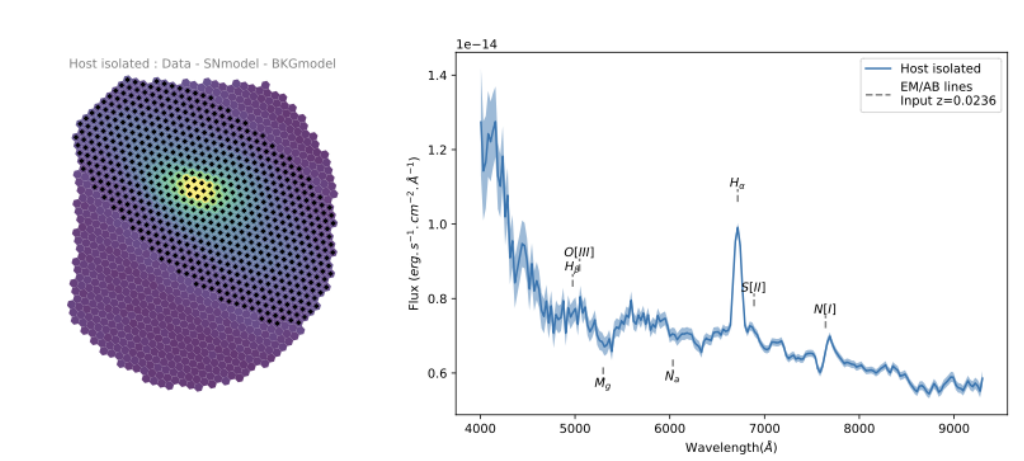 Host isolated : Data - SNmodel - BKGmodel
1e−14
1.4
1.2
1.0
0.8
0.6
Flux (erg.s⁻¹.cm⁻²,Å⁻¹)
Host isolated
EM/AB lines
Input z=0.0236
Hα
O[III]
Hβ
S[II]
N[I]
Mg
Na
4000
5000
6000
7000
8000
9000
Wavelength(Å)